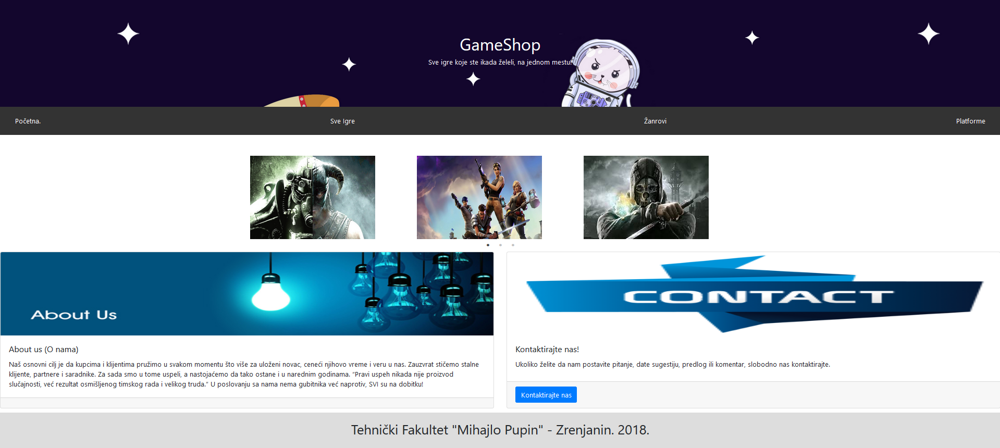 GameShop
Sve igre koje ste ikada želeli, na jednom mestu!
Početna.
Sve Igre
Žanrovi
Platforme
About Us
CONTACT
About us (O nama)
Naš osnovni cilj je da kupcima i klijentima pružimo u svakom momentu što više za uloženi novac, ceneći njihovo vreme i veru u nas. Zauzvrat stičemo stalne
klijente, partnere i saradnike. Za sada smo u tome uspeli, a nastojaćemo da tako ostane i u narednim godinama. “Pravi uspeh nikada nije proizvod
slučajnosti, već rezultat osmišljenog timskog rada i velikog truda.” U poslovanju sa nama nema gubitnika već naprotiv, SVI su na dobitku!
Kontaktirajte nas!
Ukoliko želite da nam postavite pitanje, date sugestiju, predlog ili komentar, slobodno nas kontaktirajte.
Kontaktirajte nas
Tehnički Fakultet "Mihajlo Pupin" - Zrenjanin. 2018.